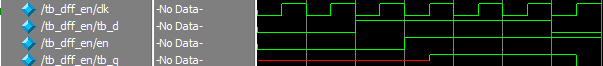 /tb_dff_en/clk -No Data-
/tb_dff_en/tb_d -No Data-
/tb_dff_en/en -No Data-
/tb_dff_en/tb_q -No Data-